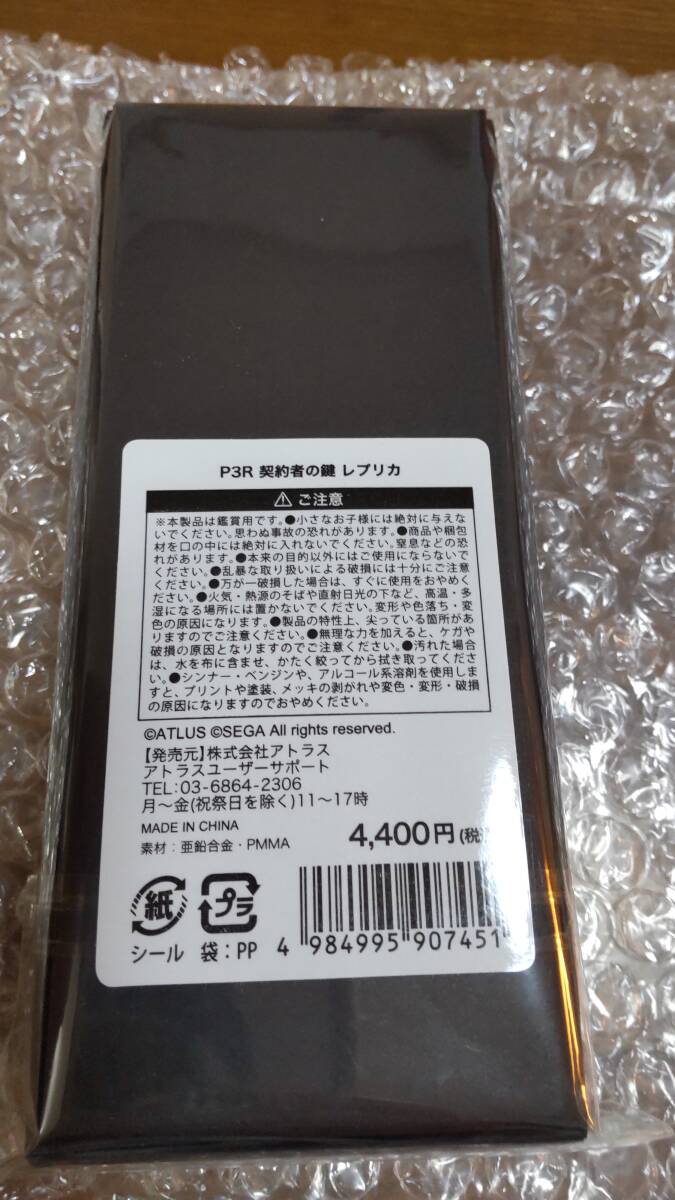 P3R 契約者の鍵 レプリカ
⚠ ご注意
※本製品は鑑賞用です。●小さなお子様には絶対に与えな
いでください。思わぬ事故の恐れがあります。●商品や梱包
材を口の中には絶対に入れないでください。窒息などの恐
れがあります。●本来の目的以外にはご使用にならないで
ください。●乱暴な取り扱いによる破損には十分にご注意
ください。●万が一破損した場合は、すぐに使用をおやめく
ださい。●火気・熱源のそばや直射日光の下など、高温・多
湿になる場所には置かないでください。変形や色落ち・変
色の原因になります。●製品の特性上、尖っている箇所があ
りますのでご注意ください。●無理な力を加えると、ケガや
破損の原因となりますのでご注意ください。●汚れた場合
は、水を布に含ませ、かたく絞ってから拭き取ってくださ
い。●シンナー・ベンジンや、アルコール系溶剤を使用しま
すと、プリントや塗装、メッキの剥がれや変色・変形・破損
の原因になりますのでおやめください。
©ATLUS ©SEGA All rights reserved.
【発売元】株式会社アトラス
アトラスユーザーサポート
TEL:03-6864-2306
月～金(祝祭日を除く)11～17時
MADE IN CHINA
素材：亜鉛合金・PMMA
4,400円(税
紙 プラ
シール 袋：PP
4 984995 907451